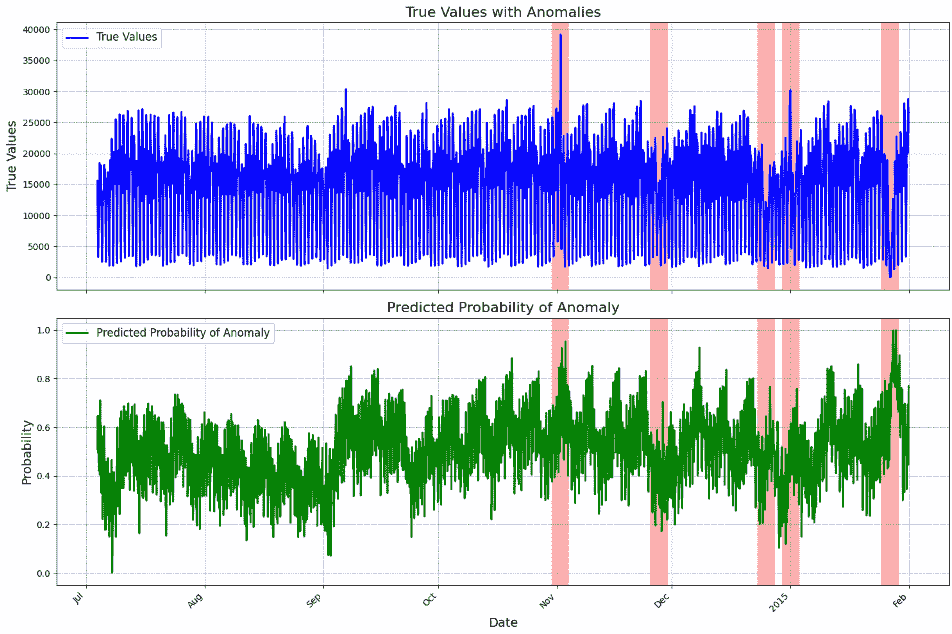 True Values with Anomalies
True Values
True Values
40000
35000
30000
25000
20000
15000
10000
5000
0
Predicted Probability of Anomaly
Predicted Probability of Anomaly
Probability
1.0
0.8
0.6
0.4
0.2
0.0
Jul Aug Sep Oct Nov Dec 2015 Feb
Date